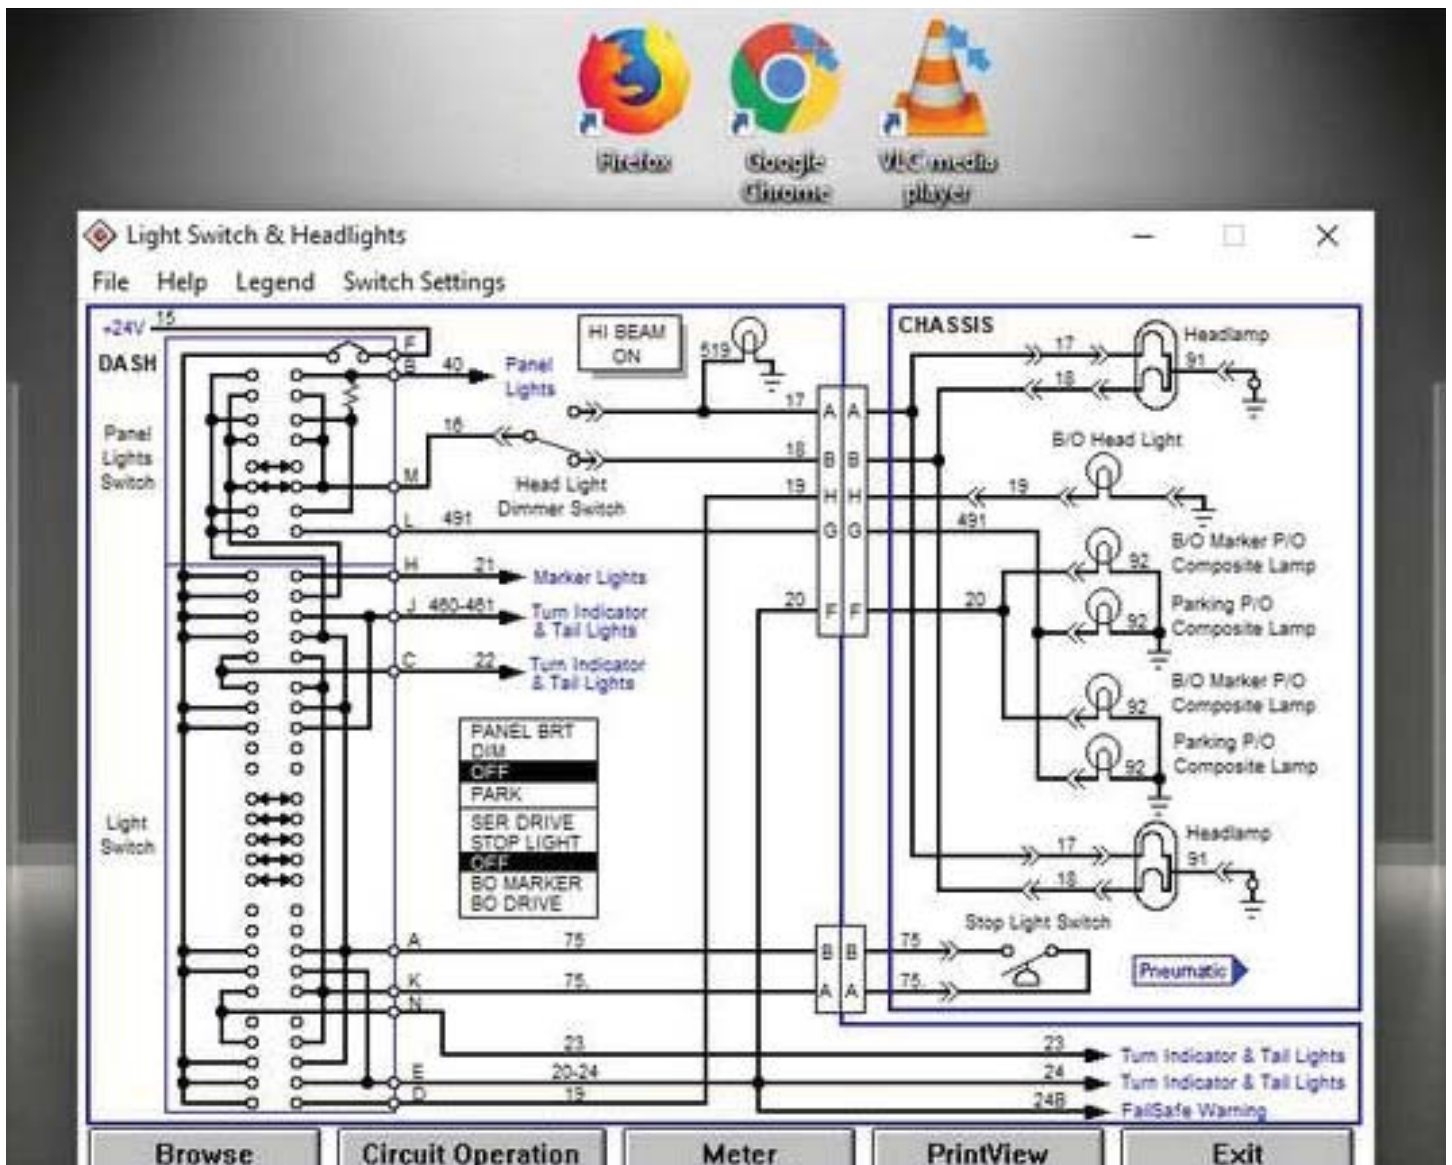 Firefox
Google
Chrome
VLC media
player
Light Switch & Headlights
File Help Legend Switch Settings
+24V 15
DASH
F
B 40
Panel
Lights
HI BEAM
ON
519
CHASSIS
17
18
Headlamp
91
Panel
Lights
Switch
16
M
Head Light
Dimmer Switch
17 A A
18 B B
19 H H
G G
B/O Head Light
19
L 491
491
H 21 Marker Lights
J 460-461 Turn Indicator
& Tail Lights
C 22 Turn Indicator
& Tail Lights
20 F F 20
92 B/O Marker P/O
Composite Lamp
92 Parking P/O
Composite Lamp
92 B/O Marker P/O
Composite Lamp
92 Parking P/O
Composite Lamp
PANEL BRT
DIM
OFF
PARK
SER DRIVE
STOP LIGHT
OFF
BO MARKER
BO DRIVE
Light
Switch
17
18
Headlamp
91
Stop Light Switch
A 75 B B 75
K 75. A A 75.
N
Pneumatic
23 23 Turn Indicator & Tail Lights
E 20-24 24 Turn Indicator & Tail Lights
D 19 24B FailSafe Warning
Browse Circuit Operation Meter PrintView Exit